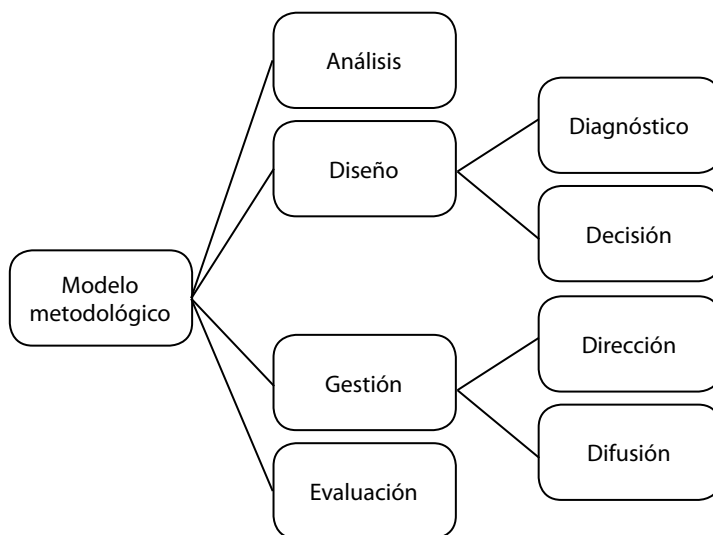 Modelo
metodológico
Análisis
Diseño
Diagnóstico
Decisión
Gestión
Dirección
Difusión
Evaluación